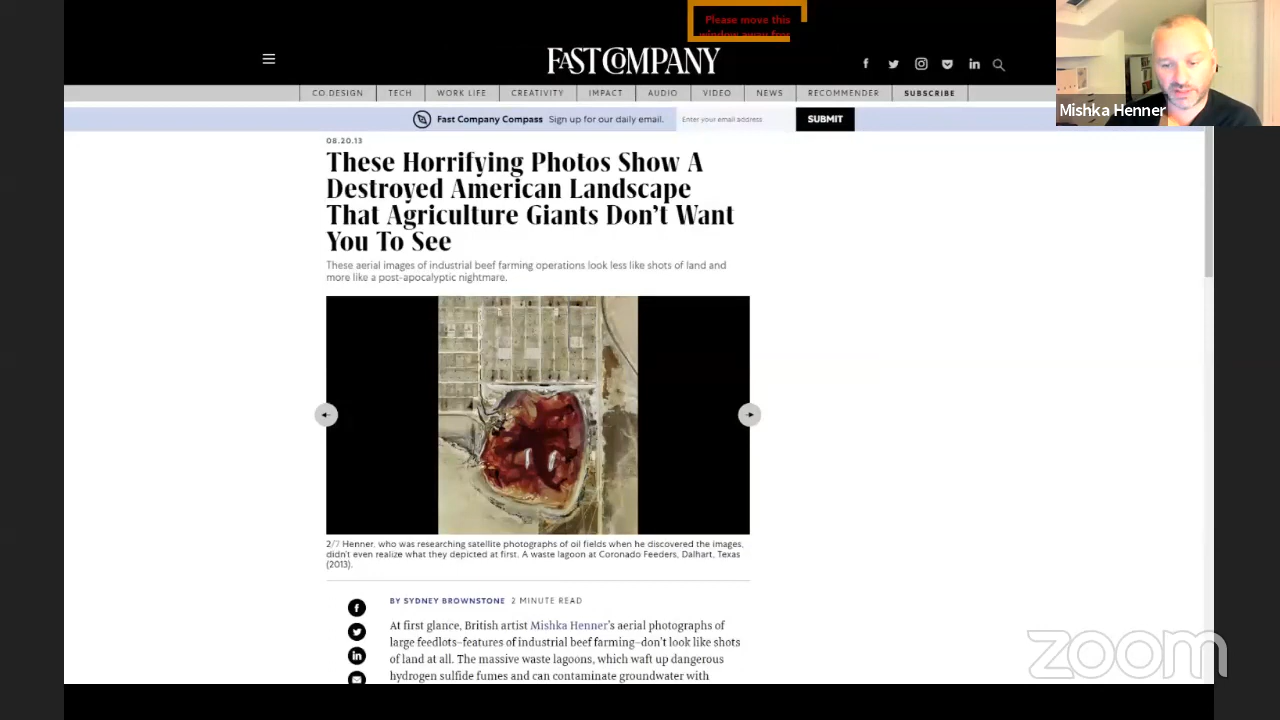 Please move this
window away from
FAST COMPANY
CO.DESIGN TECH WORK LIFE CREATIVITY IMPACT AUDIO VIDEO NEWS RECOMMENDER SUBSCRIBE
Mishka Henner
Fast Company Compass Sign up for our daily email. Enter your email address SUBMIT
08.20.13
These Horrifying Photos Show A
Destroyed American Landscape
That Agriculture Giants Don’t Want
You To See
These aerial images of industrial beef farming operations look less like shots of land and
more like a post-apocalyptic nightmare.
2/7 Henner, who was researching satellite photographs of oil fields when he discovered the images,
didn’t even realize what they depicted at first. A waste lagoon at Coronado Feeders, Dalhart, Texas
(2013).
BY SYDNEY BROWNSTONE 2 MINUTE READ
At first glance, British artist Mishka Henner’s aerial photographs of
large feedlots–features of industrial beef farming–don’t look like shots
of land at all. The massive waste lagoons, which waft up dangerous
hydrogen sulfide fumes and can contaminate groundwater with
zoom